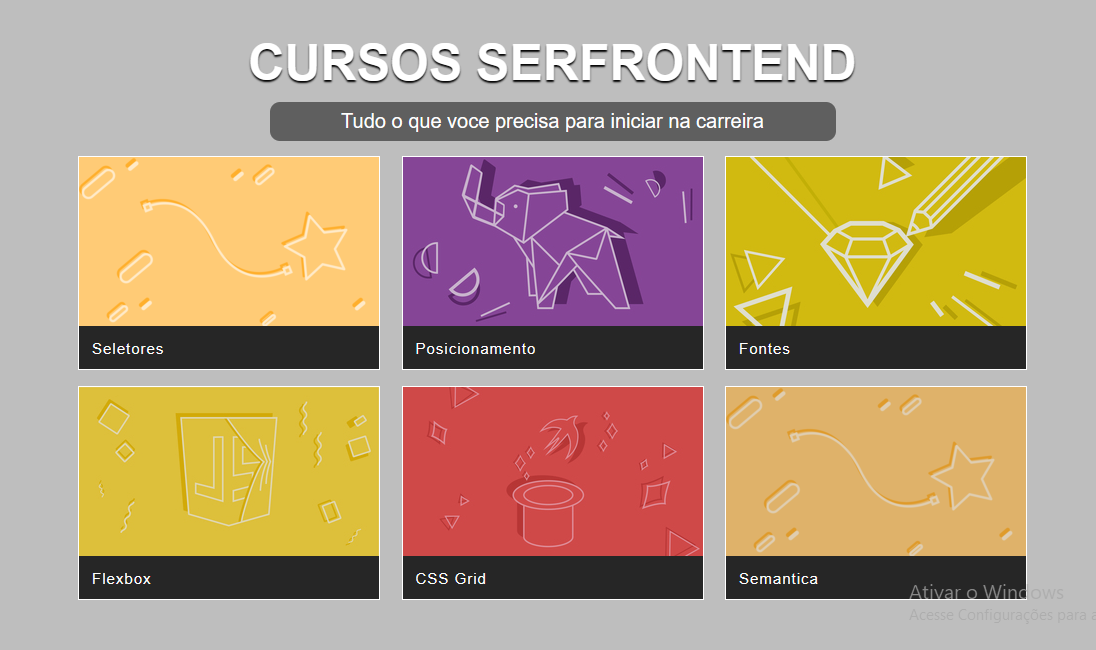 CURSOS SERFRONTEND
Tudo o que voce precisa para iniciar na carreira
Seletores
Posicionamento
Fontes
JS
Flexbox
CSS Grid
Semantica
Ativar o Windows
Acesse Configurações para a